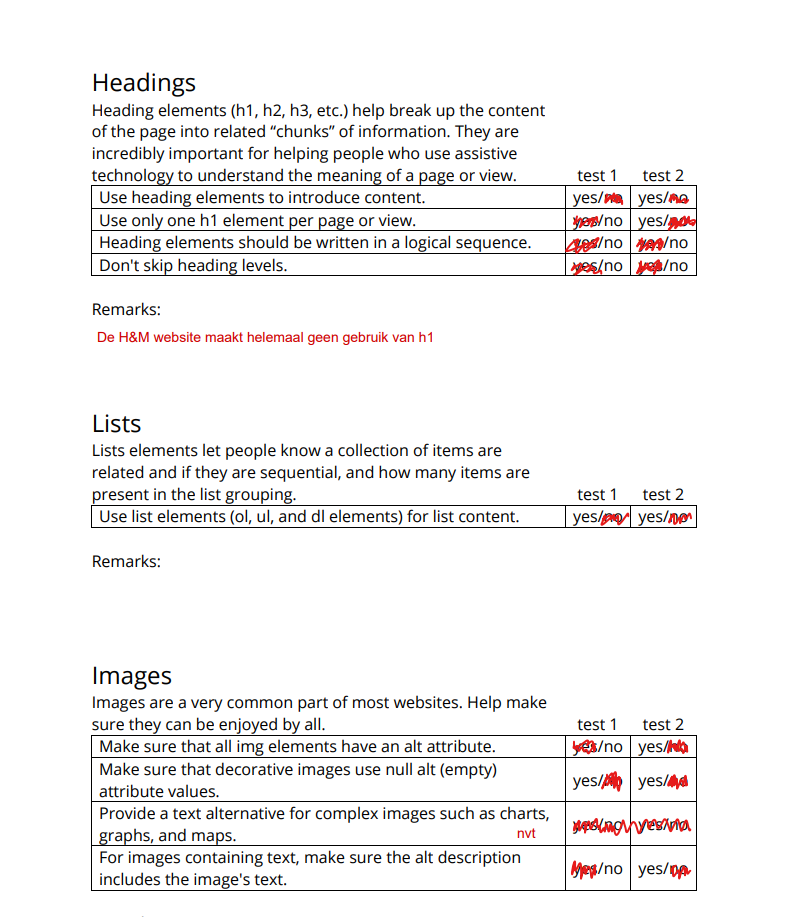 Headings
Heading elements (h1, h2, h3, etc.) help break up the content
of the page into related “chunks” of information. They are
incredibly important for helping people who use assistive
technology to understand the meaning of a page or view. test 1 test 2
Use heading elements to introduce content. yes/no yes/no
Use only one h1 element per page or view. yes/no yes/no
Heading elements should be written in a logical sequence. yes/no yes/no
Don't skip heading levels. yes/no yes/no
Remarks:
De H&M website maakt helemaal geen gebruik van h1
Lists
Lists elements let people know a collection of items are
related and if they are sequential, and how many items are
present in the list grouping. test 1 test 2
Use list elements (ol, ul, and dl elements) for list content. yes/no yes/no
Remarks:
Images
Images are a very common part of most websites. Help make
sure they can be enjoyed by all. test 1 test 2
Make sure that all img elements have an alt attribute. yes/no yes/no
Make sure that decorative images use null alt (empty)
attribute values. yes/no yes/no
Provide a text alternative for complex images such as charts,
graphs, and maps. nvt yes/no yes/no
For images containing text, make sure the alt description
includes the image's text. yes/no yes/no